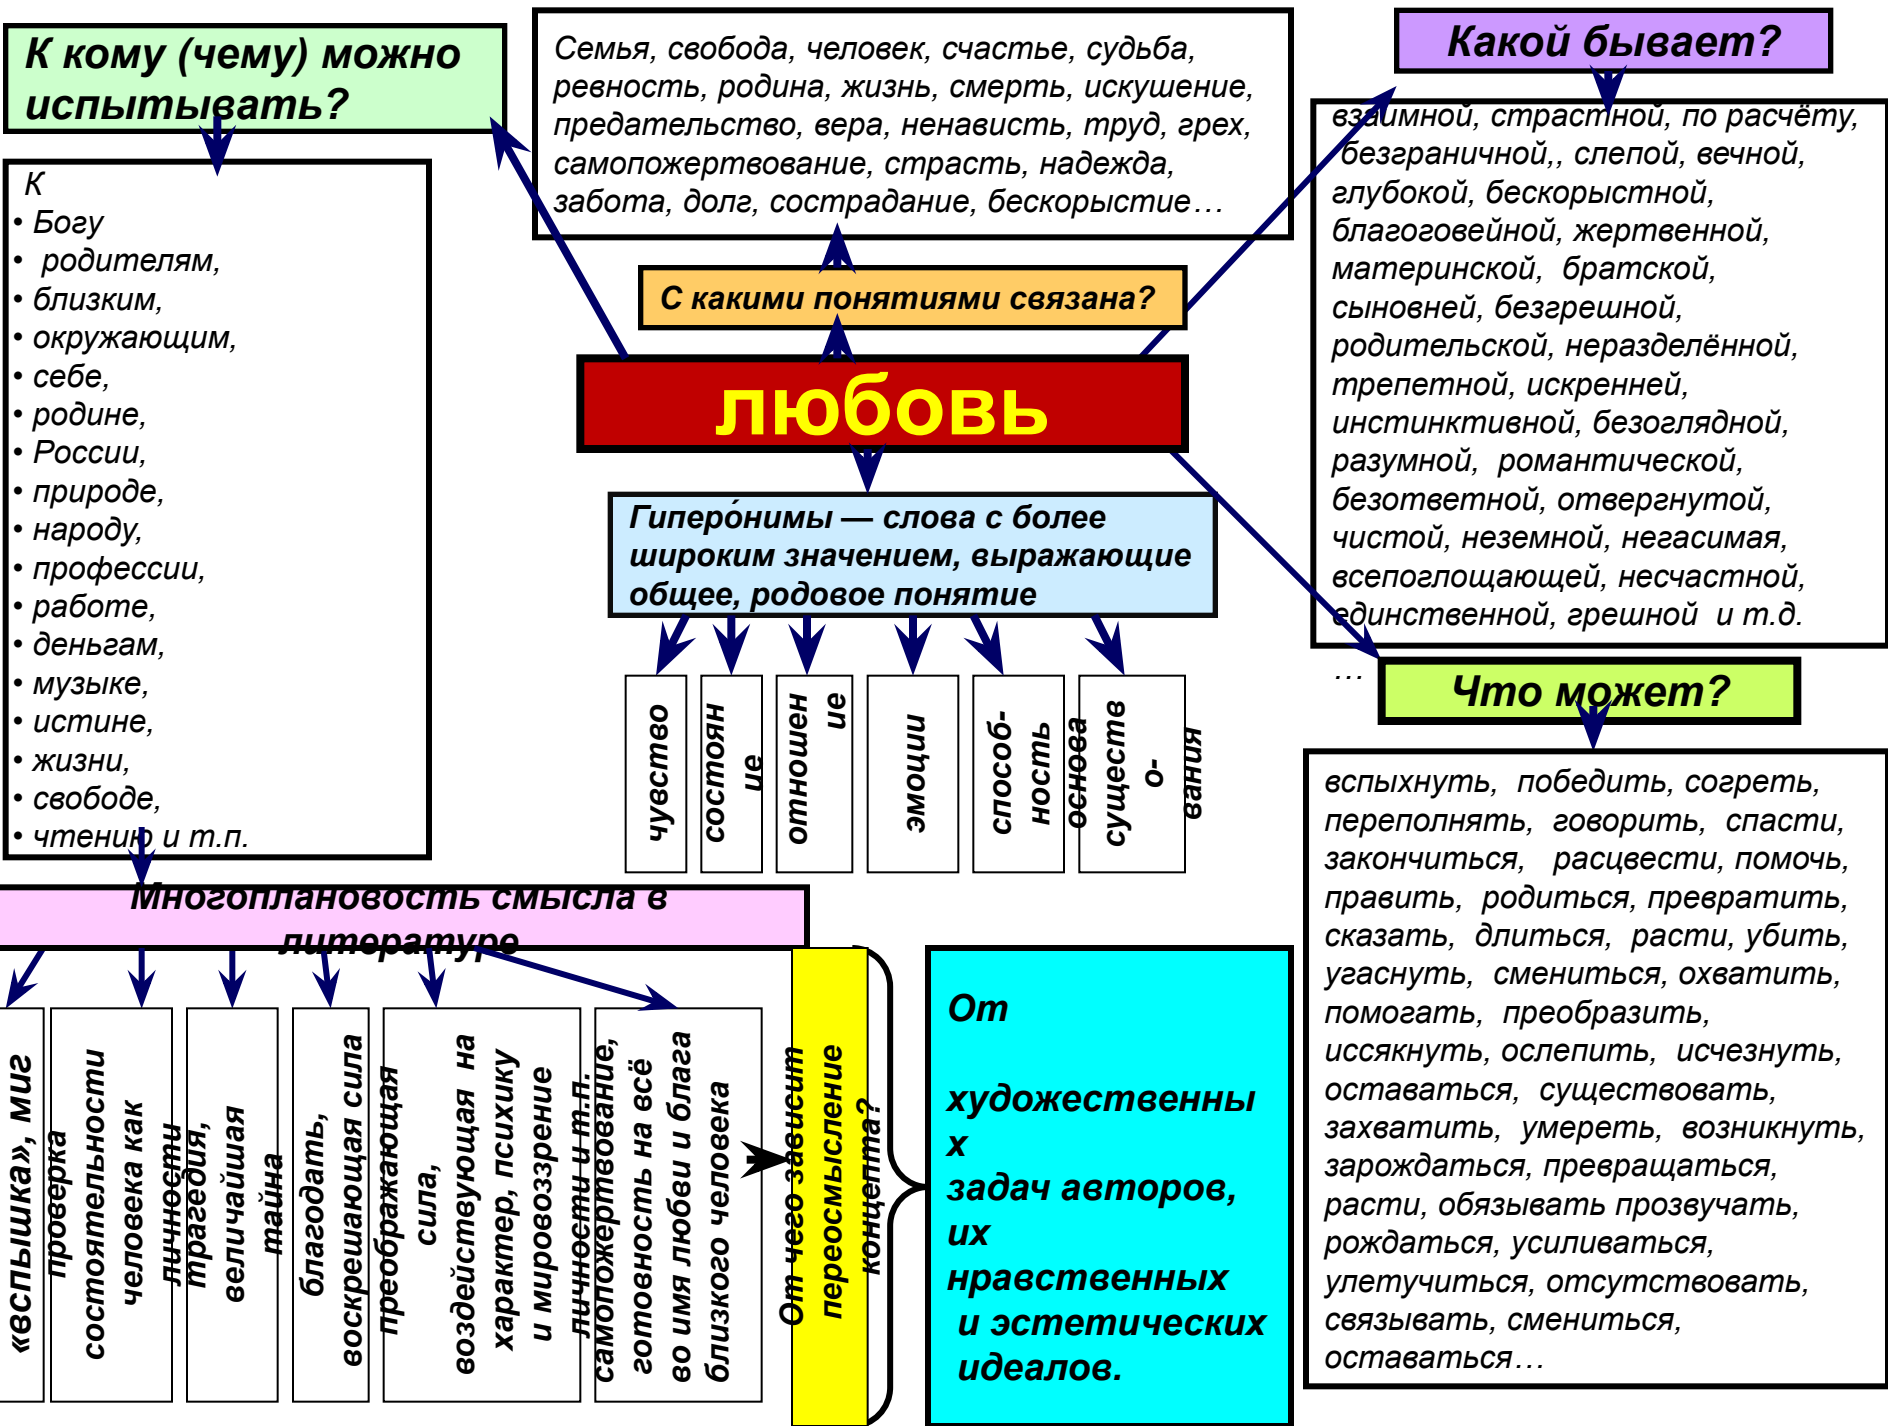 К кому (чему) можно
испытывать?
К
• Богу
• родителям,
• близким,
• окружающим,
• себе,
• родине,
• России,
• природе,
• народу,
• профессии,
• работе,
• деньгам,
• музыке,
• истине,
• жизни,
• свободе,
• чтению и т.п.
Семья, свобода, человек, счастье, судьба,
ревность, родина, жизнь, смерть, искушение,
предательство, вера, ненависть, труд, грех,
самопожертвование, страсть, надежда,
забота, долг, сострадание, бескорыстие…
С какими понятиями связана?
любовь
Гиперо́нимы — слова с более
широким значением, выражающие
общее, родовое понятие
чувство
состоян
ие
отношен
ие
эмоции
способ-
ность
основа
существ
о-
вания
Какой бывает?
взаимной, страстной, по расчёту,
безграничной,, слепой, вечной,
глубокой, бескорыстной,
благоговейной, жертвенной,
материнской, братской,
сыновней, безгрешной,
родительской, неразделённой,
трепетной, искренней,
инстинктивной, безоглядной,
разумной, романтической,
безответной, отвергнутой,
чистой, неземной, негасимая,
всепоглощающей, несчастной,
единственной, грешной и т.д.
…
Что может?
вспыхнуть, победить, согреть,
переполнять, говорить, спасти,
закончиться, расцвести, помочь,
править, родиться, превратить,
сказать, длиться, расти, убить,
угаснуть, смениться, охватить,
помогать, преобразить,
иссякнуть, ослепить, исчезнуть,
оставаться, существовать,
захватить, умереть, возникнуть,
зарождаться, превращаться,
расти, обязывать прозвучать,
рождаться, усиливаться,
улетучиться, отсутствовать,
связывать, смениться,
оставаться…
Многоплановость смысла в
литературе
«вспышка», миг
проверка
состоятельности
человека как
личности
трагедия,
величайшая
тайна
благодать,
воскрешающая сила
преображающая
сила,
воздействующая на
характер, психику
и мировоззрение
личности и т.п.
самопожертвование,
готовность на всё
во имя любви и блага
близкого человека
От чего зависит
переосмысление
концепта?
От
художественны
х
задач авторов,
их
нравственных
и эстетических
идеалов.